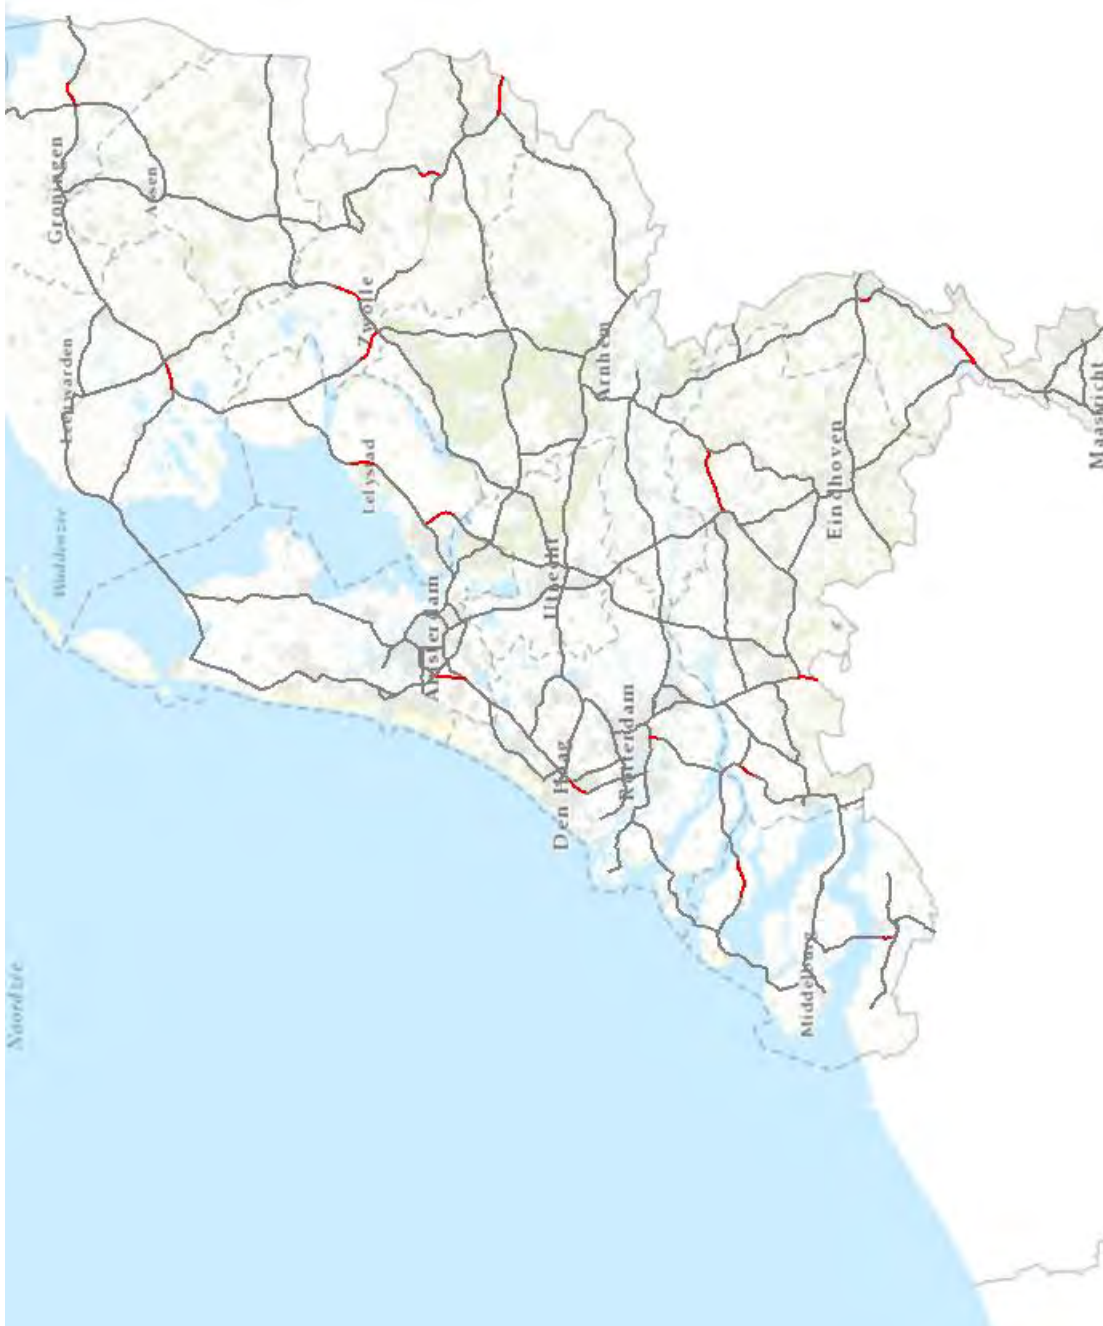 Groningen
Assen
Leeuwarden
Waddenzee
Zwolle
Lelystad
Amsterdam
Noordzee
Arnhem
Utrecht
Den Haag
Rotterdam
Eindhoven
Middelburg
Maastricht